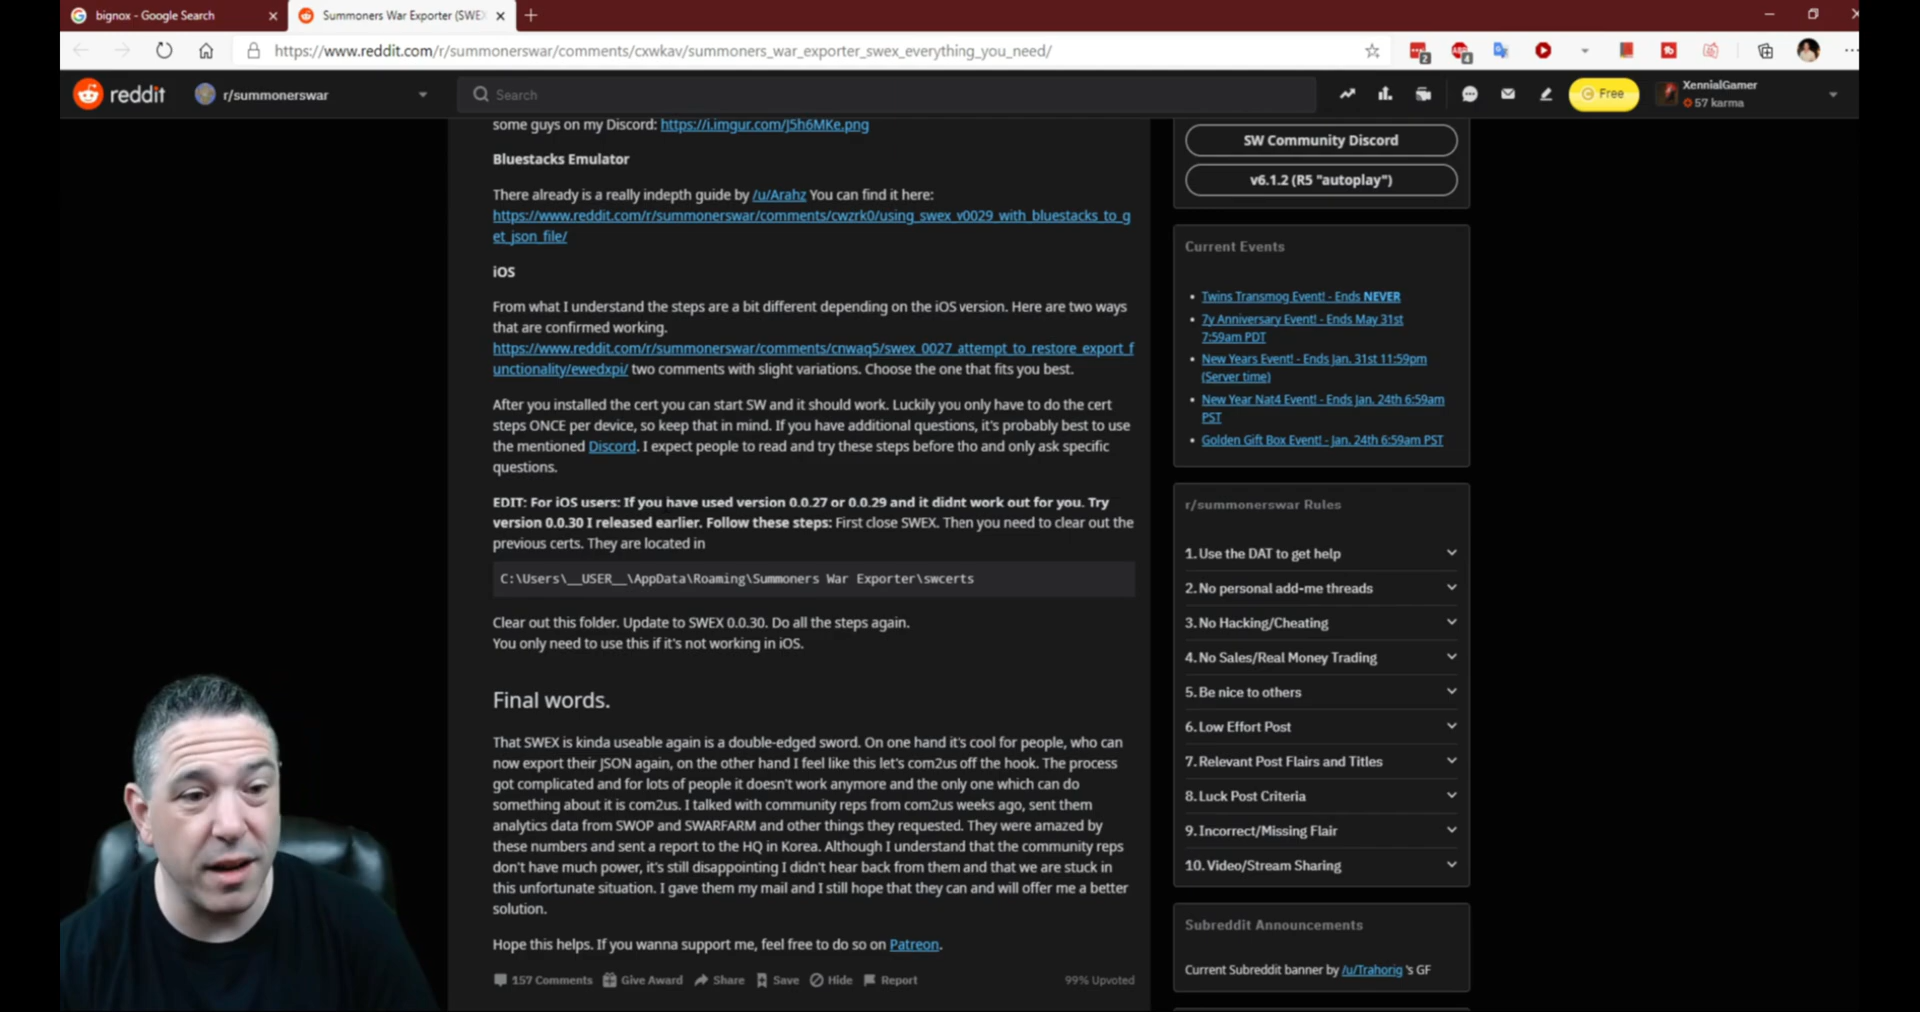 bignox - Google Search
Summoners War Exporter (SWEX
https://www.reddit.com/r/summonerswar/comments/cxwkav/summoners_war_exporter_swex_everything_you_need/
2
4
reddit
r/summonerswar
Search
Free
XennialGamer
57 karma
some guys on my Discord: https://i.imgur.com/J5h6MKe.png
Bluestacks Emulator
There already is a really indepth guide by /u/Arahz You can find it here:
https://www.reddit.com/r/summonerswar/comments/cwzrk0/using_swex_v0029_with_bluestacks_to_g
et_json_file/
iOS
From what I understand the steps are a bit different depending on the iOS version. Here are two ways
that are confirmed working.
https://www.reddit.com/r/summonerswar/comments/cnwaq5/swex_0027_attempt_to_restore_export_f
unctionality/ewedxpi/ two comments with slight variations. Choose the one that fits you best.
After you installed the cert you can start SW and it should work. Luckily you only have to do the cert
steps ONCE per device, so keep that in mind. If you have additional questions, it's probably best to use
the mentioned Discord. I expect people to read and try these steps before tho and only ask specific
questions.
EDIT: For iOS users: If you have used version 0.0.27 or 0.0.29 and it didnt work out for you. Try
version 0.0.30 I released earlier. Follow these steps: First close SWEX. Then you need to clear out the
previous certs. They are located in
C:\Users\__USER__\AppData\Roaming\Summoners War Exporter\swcerts
Clear out this folder. Update to SWEX 0.0.30. Do all the steps again.
You only need to use this if it's not working in iOS.
Final words.
That SWEX is kinda useable again is a double-edged sword. On one hand it's cool for people, who can
now export their JSON again, on the other hand I feel like this let's com2us off the hook. The process
got complicated and for lots of people it doesn't work anymore and the only one which can do
something about it is com2us. I talked with community reps from com2us weeks ago, sent them
analytics data from SWOP and SWARFARM and other things they requested. They were amazed by
these numbers and sent a report to the HQ in Korea. Although I understand that the community reps
don't have much power, it's still disappointing I didn't hear back from them and that we are stuck in
this unfortunate situation. I gave them my mail and I still hope that they can and will offer me a better
solution.
Hope this helps. If you wanna support me, feel free to do so on Patreon.
157 Comments
Give Award
Share
Save
Hide
Report
99% Upvoted
SW Community Discord
v6.1.2 (R5 "autoplay")
Current Events
Twins Transmog Event! - Ends NEVER
7y Anniversary Event! - Ends May 31st
7:59am PDT
New Years Event! - Ends Jan. 31st 11:59pm
(Server time)
New Year Nat4 Event! - Ends Jan. 24th 6:59am
PST
Golden Gift Box Event! - Jan. 24th 6:59am PST
r/summonerswar Rules
1. Use the DAT to get help
2. No personal add-me threads
3. No Hacking/Cheating
4. No Sales/Real Money Trading
5. Be nice to others
6. Low Effort Post
7. Relevant Post Flairs and Titles
8. Luck Post Criteria
9. Incorrect/Missing Flair
10. Video/Stream Sharing
Subreddit Announcements
Current Subreddit banner by /u/Trahorig 's GF